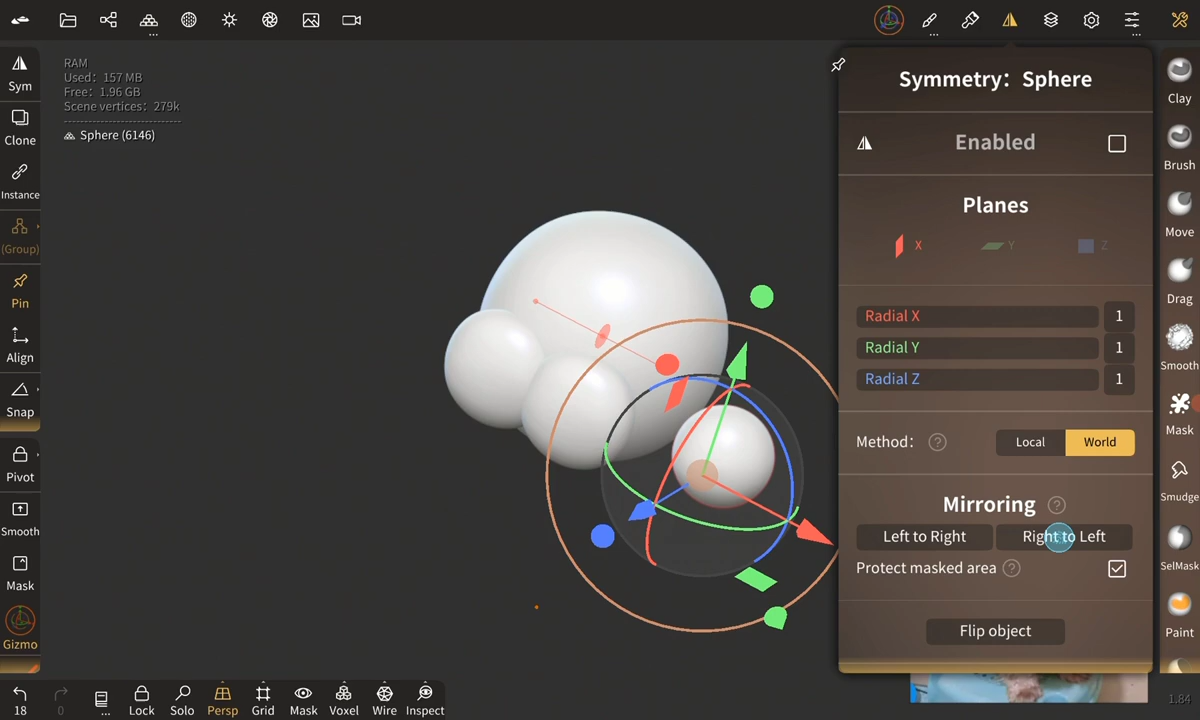 RAM
Used: 157 MB
Free: 1.96 GB
Scene vertices: 279k
Sphere (6146)
Sym
Clone
Instance
(Group)
Pin
Align
Snap
Pivot
Smooth
Mask
Gizmo
18
0
...
Lock
Solo
Persp
Grid
Mask
Voxel
Wire
Inspect
Symmetry: Sphere
Enabled
Planes
X Y Z
Radial X 1
Radial Y 1
Radial Z 1
Method: ? Local World
Mirroring ?
Left to Right Right to Left
Protect masked area ?
Flip object
Clay
Brush
Move
Drag
Smooth
Mask
Smudge
SelMask
Paint
1.84